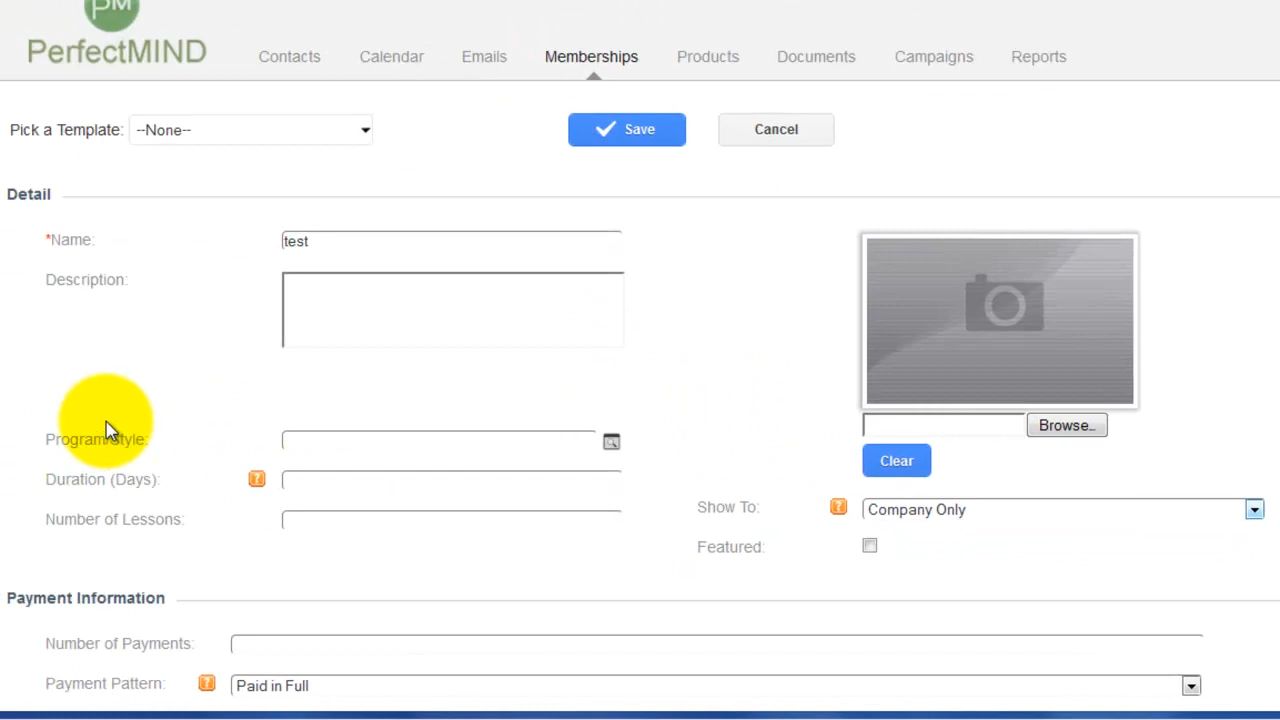 PM
PerfectMIND
Contacts Calendar Emails Memberships Products Documents Campaigns Reports
Pick a Template: --None-- Save Cancel
Detail
*Name: test
Description:
Program/Style:
Browse..
Clear
Duration (Days): ?
Show To: ? Company Only
Number of Lessons:
Featured:
Payment Information
Number of Payments:
Payment Pattern: ? Paid in Full